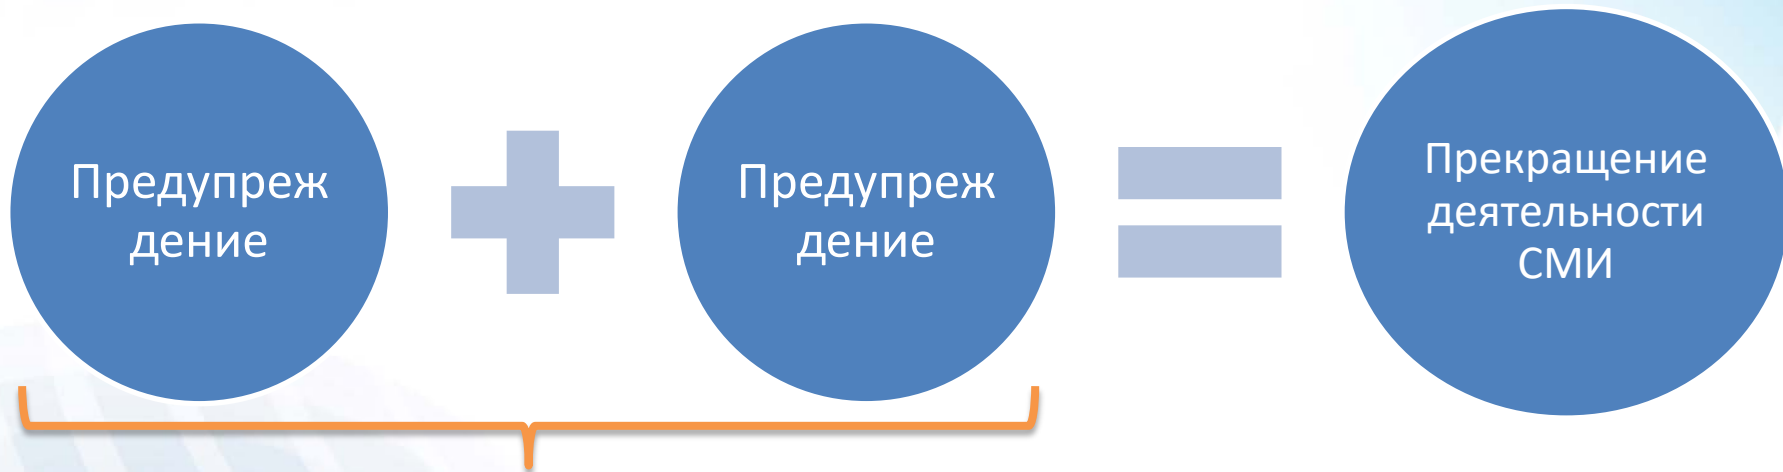 Предупреж
дение
Предупреж
дение
Прекращение
деятельности
СМИ